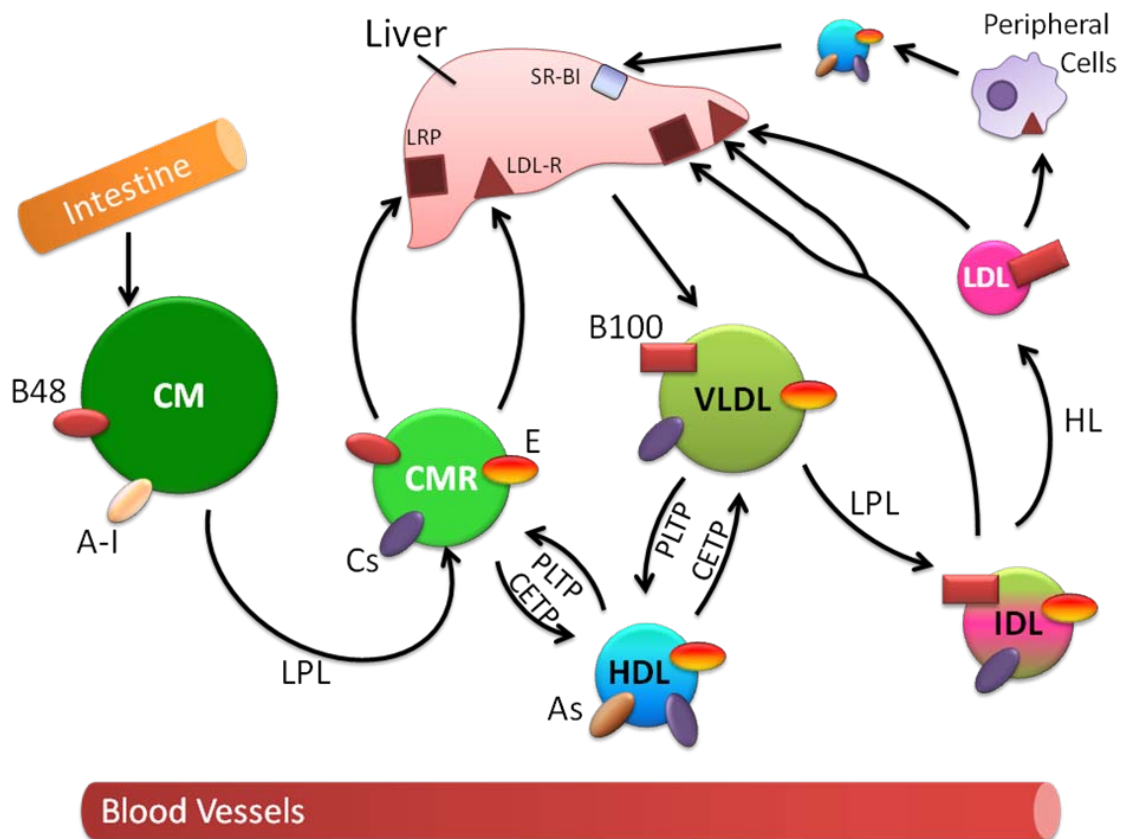 Liver
SR-BI
Peripheral
Cells
LRP
LDL-R
Intestine
LDL
B100
B48
CM
VLDL
E
HL
CMR
LPL
A-I
Cs
PLTP
CETP
PLTP
CETP
IDL
HDL
LPL
As
Blood Vessels